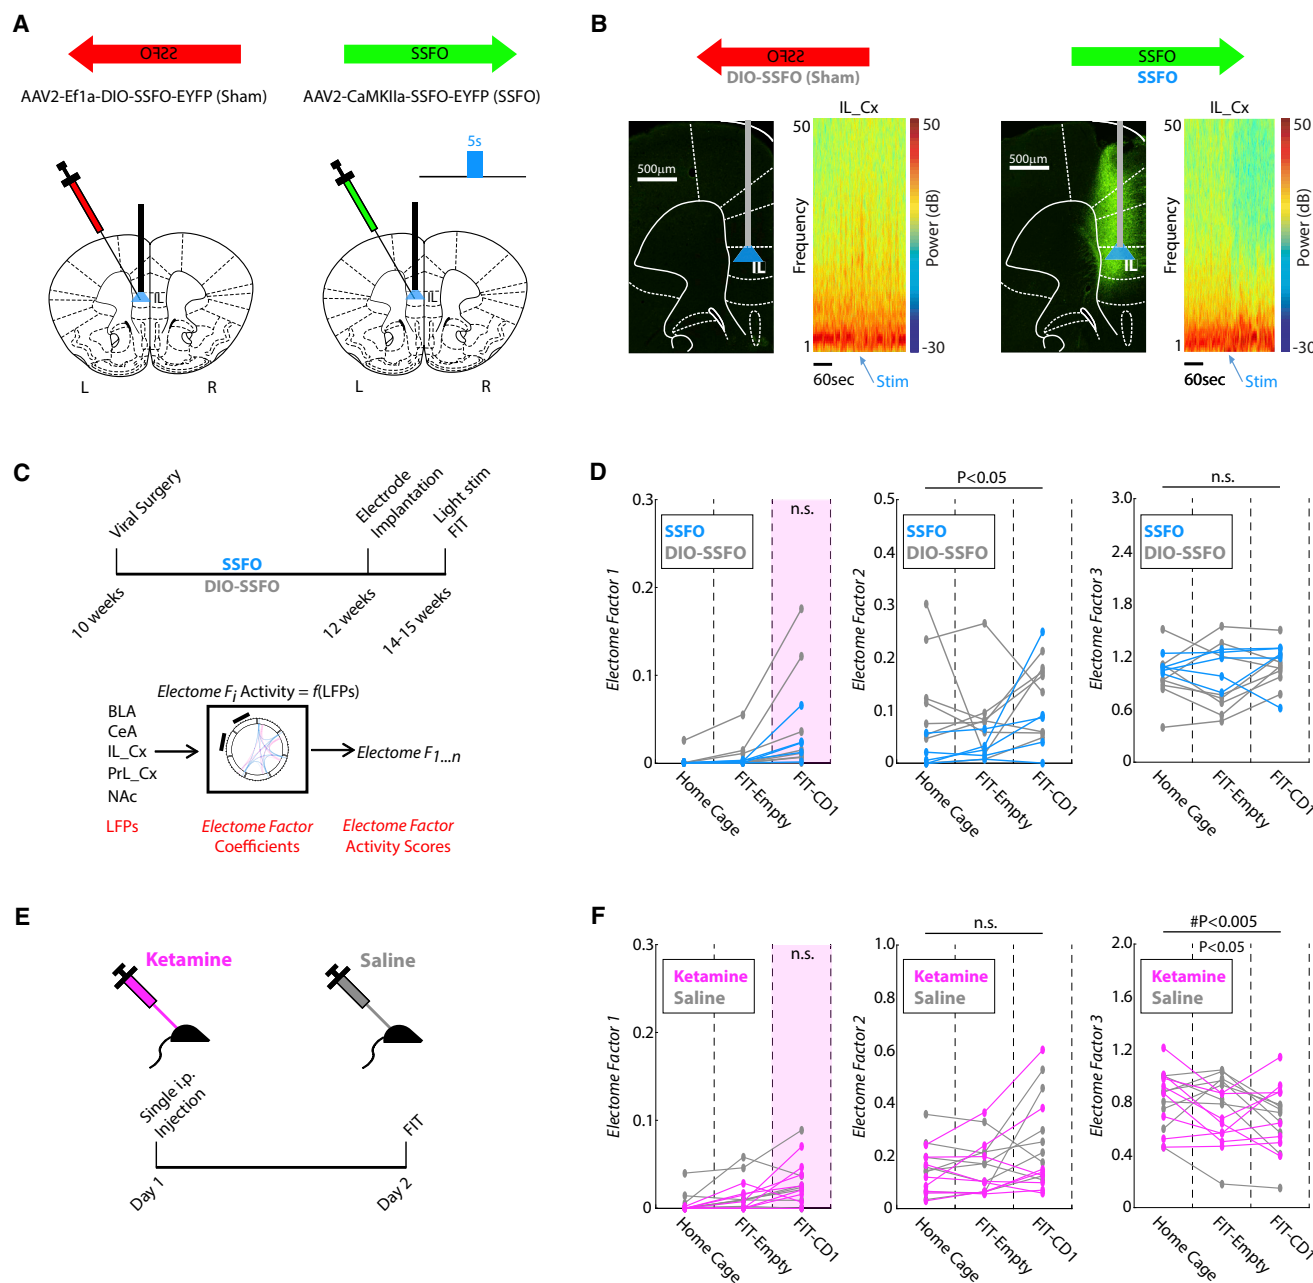 A
SSFO
SSFO
AAV2-Ef1a-DIO-SSFO-EYFP (Sham)
AAV2-CaMKIIa-SSFO-EYFP (SSFO)
5s
IL
IL
L
R
L
R
B
SSFO
DIO-SSFO (Sham)
SSFO
SSFO
500μm
IL
IL_Cx
50
1
Frequency
50
-30
Power (dB)
60sec
Stim
500μm
IL
IL_Cx
50
1
Frequency
50
-30
Power (dB)
60sec
Stim
C
Viral Surgery
Electrode
Implantation
Light stim
FIT
SSFO
DIO-SSFO
10 weeks
12 weeks
14-15 weeks
Electome Fi Activity = f(LFPs)
BLA
CeA
IL_Cx
PrL_Cx
NAc
Electome F1...n
LFPs
Electome Factor
Coefficients
Electome Factor
Activity Scores
D
n.s.
SSFO
DIO-SSFO
Electome Factor 1
0.3
0.2
0.1
0
Home Cage
FIT-Empty
FIT-CD1
P<0.05
SSFO
DIO-SSFO
Electome Factor 2
0.5
0.4
0.3
0.2
0.1
0
Home Cage
FIT-Empty
FIT-CD1
n.s.
SSFO
DIO-SSFO
Electome Factor 3
3.0
2.4
1.8
1.2
0.6
0
Home Cage
FIT-Empty
FIT-CD1
E
Ketamine
Saline
Single i.p.
Injection
FIT
Day 1
Day 2
F
n.s.
Ketamine
Saline
Electome Factor 1
0.3
0.2
0.1
0
Home Cage
FIT-Empty
FIT-CD1
n.s.
Ketamine
Saline
Electome Factor 2
1.0
0.8
0.6
0.4
0.2
0
Home Cage
FIT-Empty
FIT-CD1
#P<0.005
P<0.05
Ketamine
Saline
Electome Factor 3
2.0
1.6
1.2
0.8
0.4
0
Home Cage
FIT-Empty
FIT-CD1